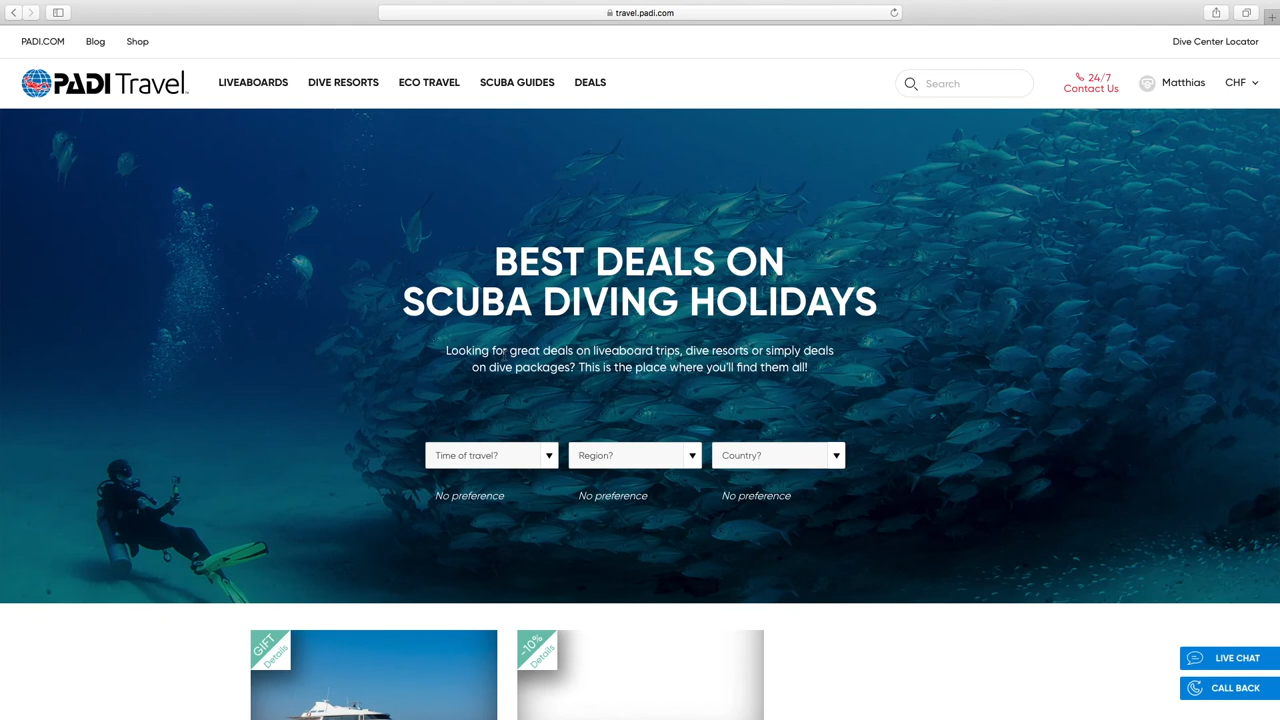 travel.padi.com
PADI.COM Blog Shop Dive Center Locator
PADI Travel LIVEABOARDS DIVE RESORTS ECO TRAVEL SCUBA GUIDES DEALS Search 24/7 Contact Us Matthias CHF
BEST DEALS ON
SCUBA DIVING HOLIDAYS
Looking for great deals on liveaboard trips, dive resorts or simply deals
on dive packages? This is the place where you'll find them all!
Time of travel? Region? Country?
No preference No preference No preference
GIFT Details -10% Details
LIVE CHAT
CALL BACK